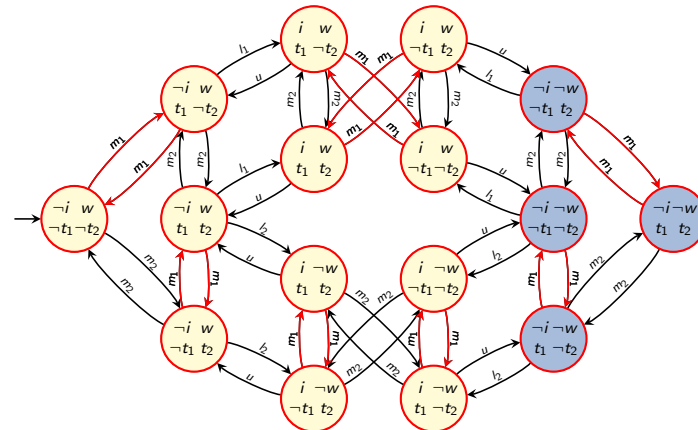 i w
t₁ ¬t₂
i w
¬t₁ t₂
l₁
u
m₁
m₁
u
l₁
¬i w
t₁ ¬t₂
m₂
m₂
m₂
m₂
¬i ¬w
¬t₁ t₂
m₁
m₁
l₁
i w
t₁ t₂
m₁
m₁
i w
¬t₁ ¬t₂
u
m₁
m₁
m₂
m₂
u
l₁
m₂
m₂
¬i w
¬t₁ ¬t₂
¬i w
t₁ t₂
¬i ¬w
¬t₁ ¬t₂
¬i ¬w
t₁ t₂
l₂
u
u
l₂
m₂
m₂
m₁
m₁
i ¬w
t₁ t₂
m₂
m₂
i ¬w
¬t₁ ¬t₂
m₁
m₁
m₂
m₂
¬i w
¬t₁ t₂
l₂
u
m₁
m₁
m₂
m₂
m₁
m₁
u
l₂
¬i ¬w
t₁ ¬t₂
i ¬w
¬t₁ t₂
i ¬w
t₁ ¬t₂